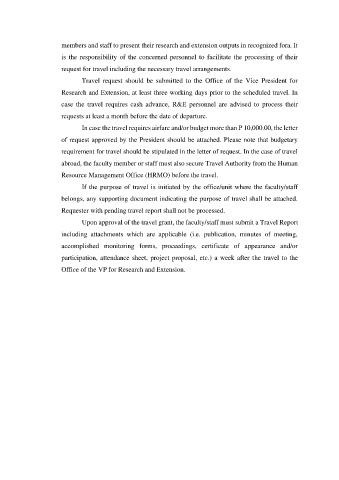 members and staff to present their research and extension outputs in recognized fora. It
is the responsibility of the concerned personnel to facilitate the processing of their
request for travel including the necessary travel arrangements.
Travel request should be submitted to the Office of the Vice President for
Research and Extension, at least three working days prior to the scheduled travel. In
case the travel requires cash advance, R&E personnel are advised to process their
requests at least a month before the date of departure.
In case the travel requires airfare and/or budget more than P 10,000.00, the letter
of request approved by the President should be attached. Please note that budgetary
requirement for travel should be stipulated in the letter of request. In the case of travel
abroad, the faculty member or staff must also secure Travel Authority from the Human
Resource Management Office (HRMO) before the travel.
If the purpose of travel is initiated by the office/unit where the faculty/staff
belongs, any supporting document indicating the purpose of travel shall be attached.
Requester with pending travel report shall not be processed.
Upon approval of the travel grant, the faculty/staff must submit a Travel Report
including attachments which are applicable (i.e. publication, minutes of meeting,
accomplished monitoring forms, proceedings, certificate of appearance and/or
participation, attendance sheet, project proposal, etc.) a week after the travel to the
Office of the VP for Research and Extension.